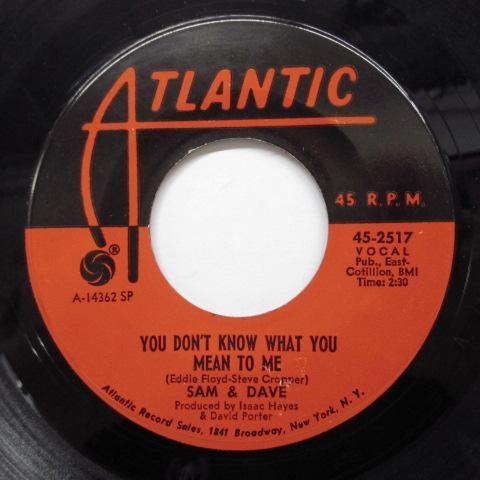 ATLANTIC
45 R.P.M.
®
A-14362 SP
45-2517
VOCAL
Pub., East-
Cotillion, BMI
Time: 2:30
YOU DON'T KNOW WHAT YOU
MEAN TO ME
(Eddie Floyd-Steve Cropper)
SAM & DAVE
Produced by Isaac Hayes
& David Porter
Atlantic Record Sales, 1841 Broadway, New York, N. Y.